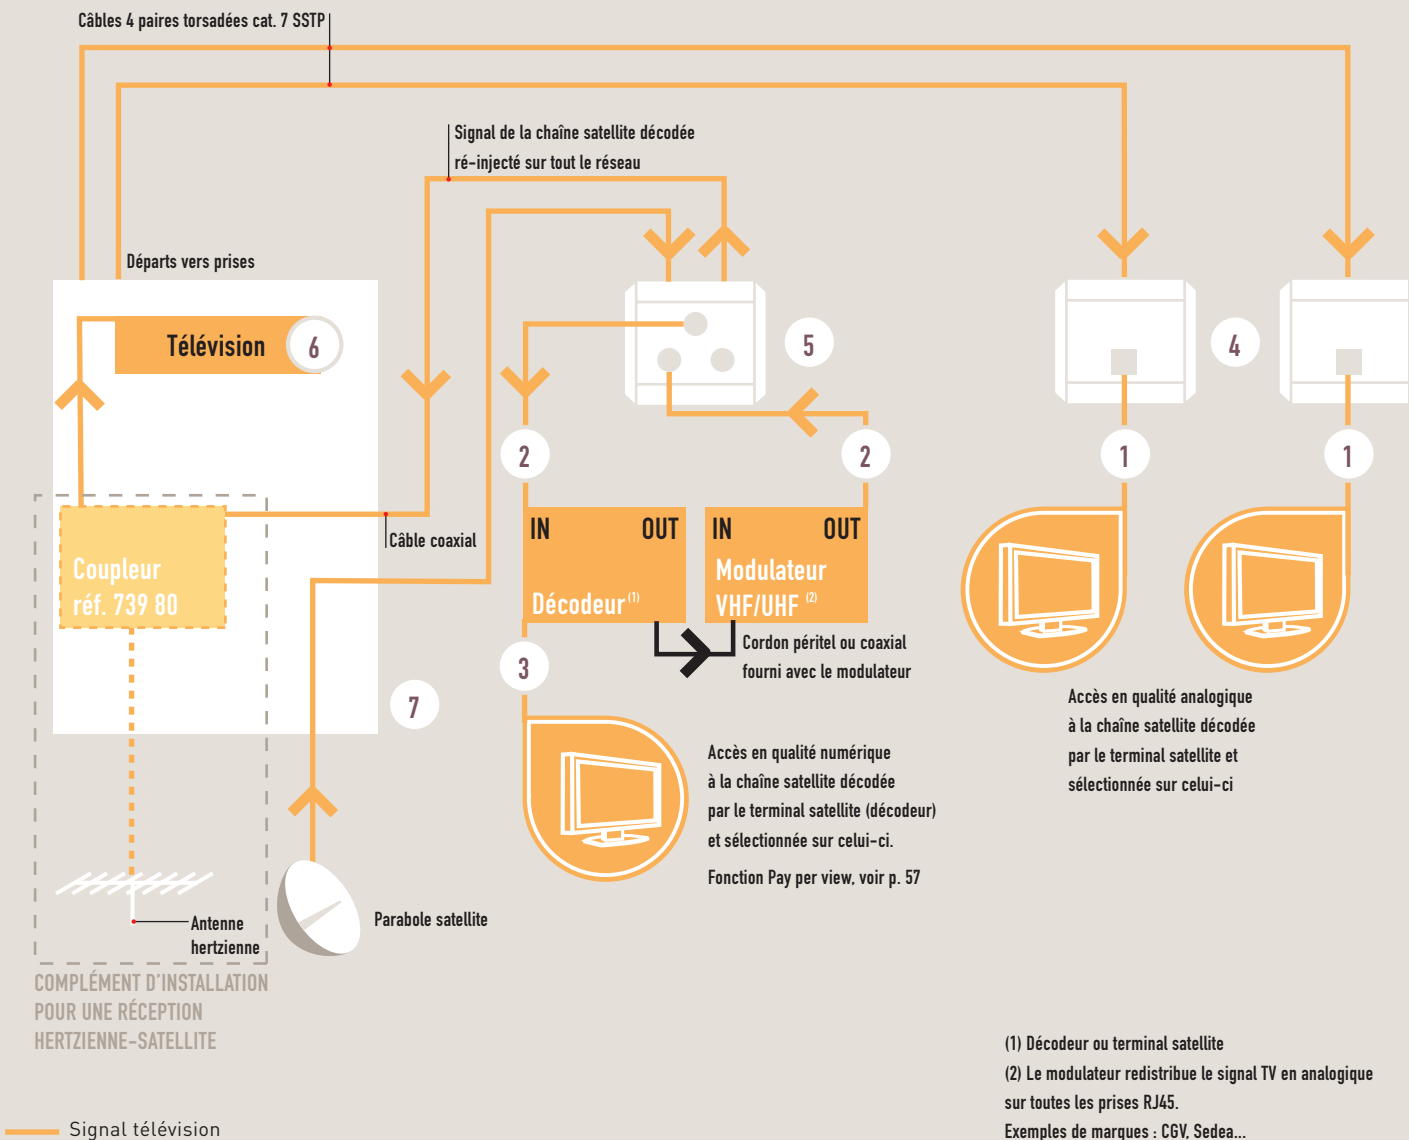 Câbles 4 paires torsadées cat. 7 SSTP
Signal de la chaîne satellite décodée
ré-injecté sur tout le réseau
Départs vers prises
Télévision
6
5
4
2
2
1
1
Coupleur
réf. 739 80
Câble coaxial
IN
OUT
Décodeur (1)
IN
OUT
Modulateur
VHF/UHF (2)
Cordon péritel ou coaxial
fourni avec le modulateur
3
7
Accès en qualité numérique
à la chaîne satellite décodée
par le terminal satellite (décodeur)
et sélectionnée sur celui-ci.
Fonction Pay per view, voir p. 57
Accès en qualité analogique
à la chaîne satellite décodée
par le terminal satellite et
sélectionnée sur celui-ci
Antenne
hertzienne
Parabole satellite
COMPLÉMENT D'INSTALLATION
POUR UNE RÉCEPTION
HERTZIENNE-SATELLITE
(1) Décodeur ou terminal satellite
(2) Le modulateur redistribue le signal TV en analogique
sur toutes les prises RJ45.
Exemples de marques : CGV, Sedea...
Signal télévision